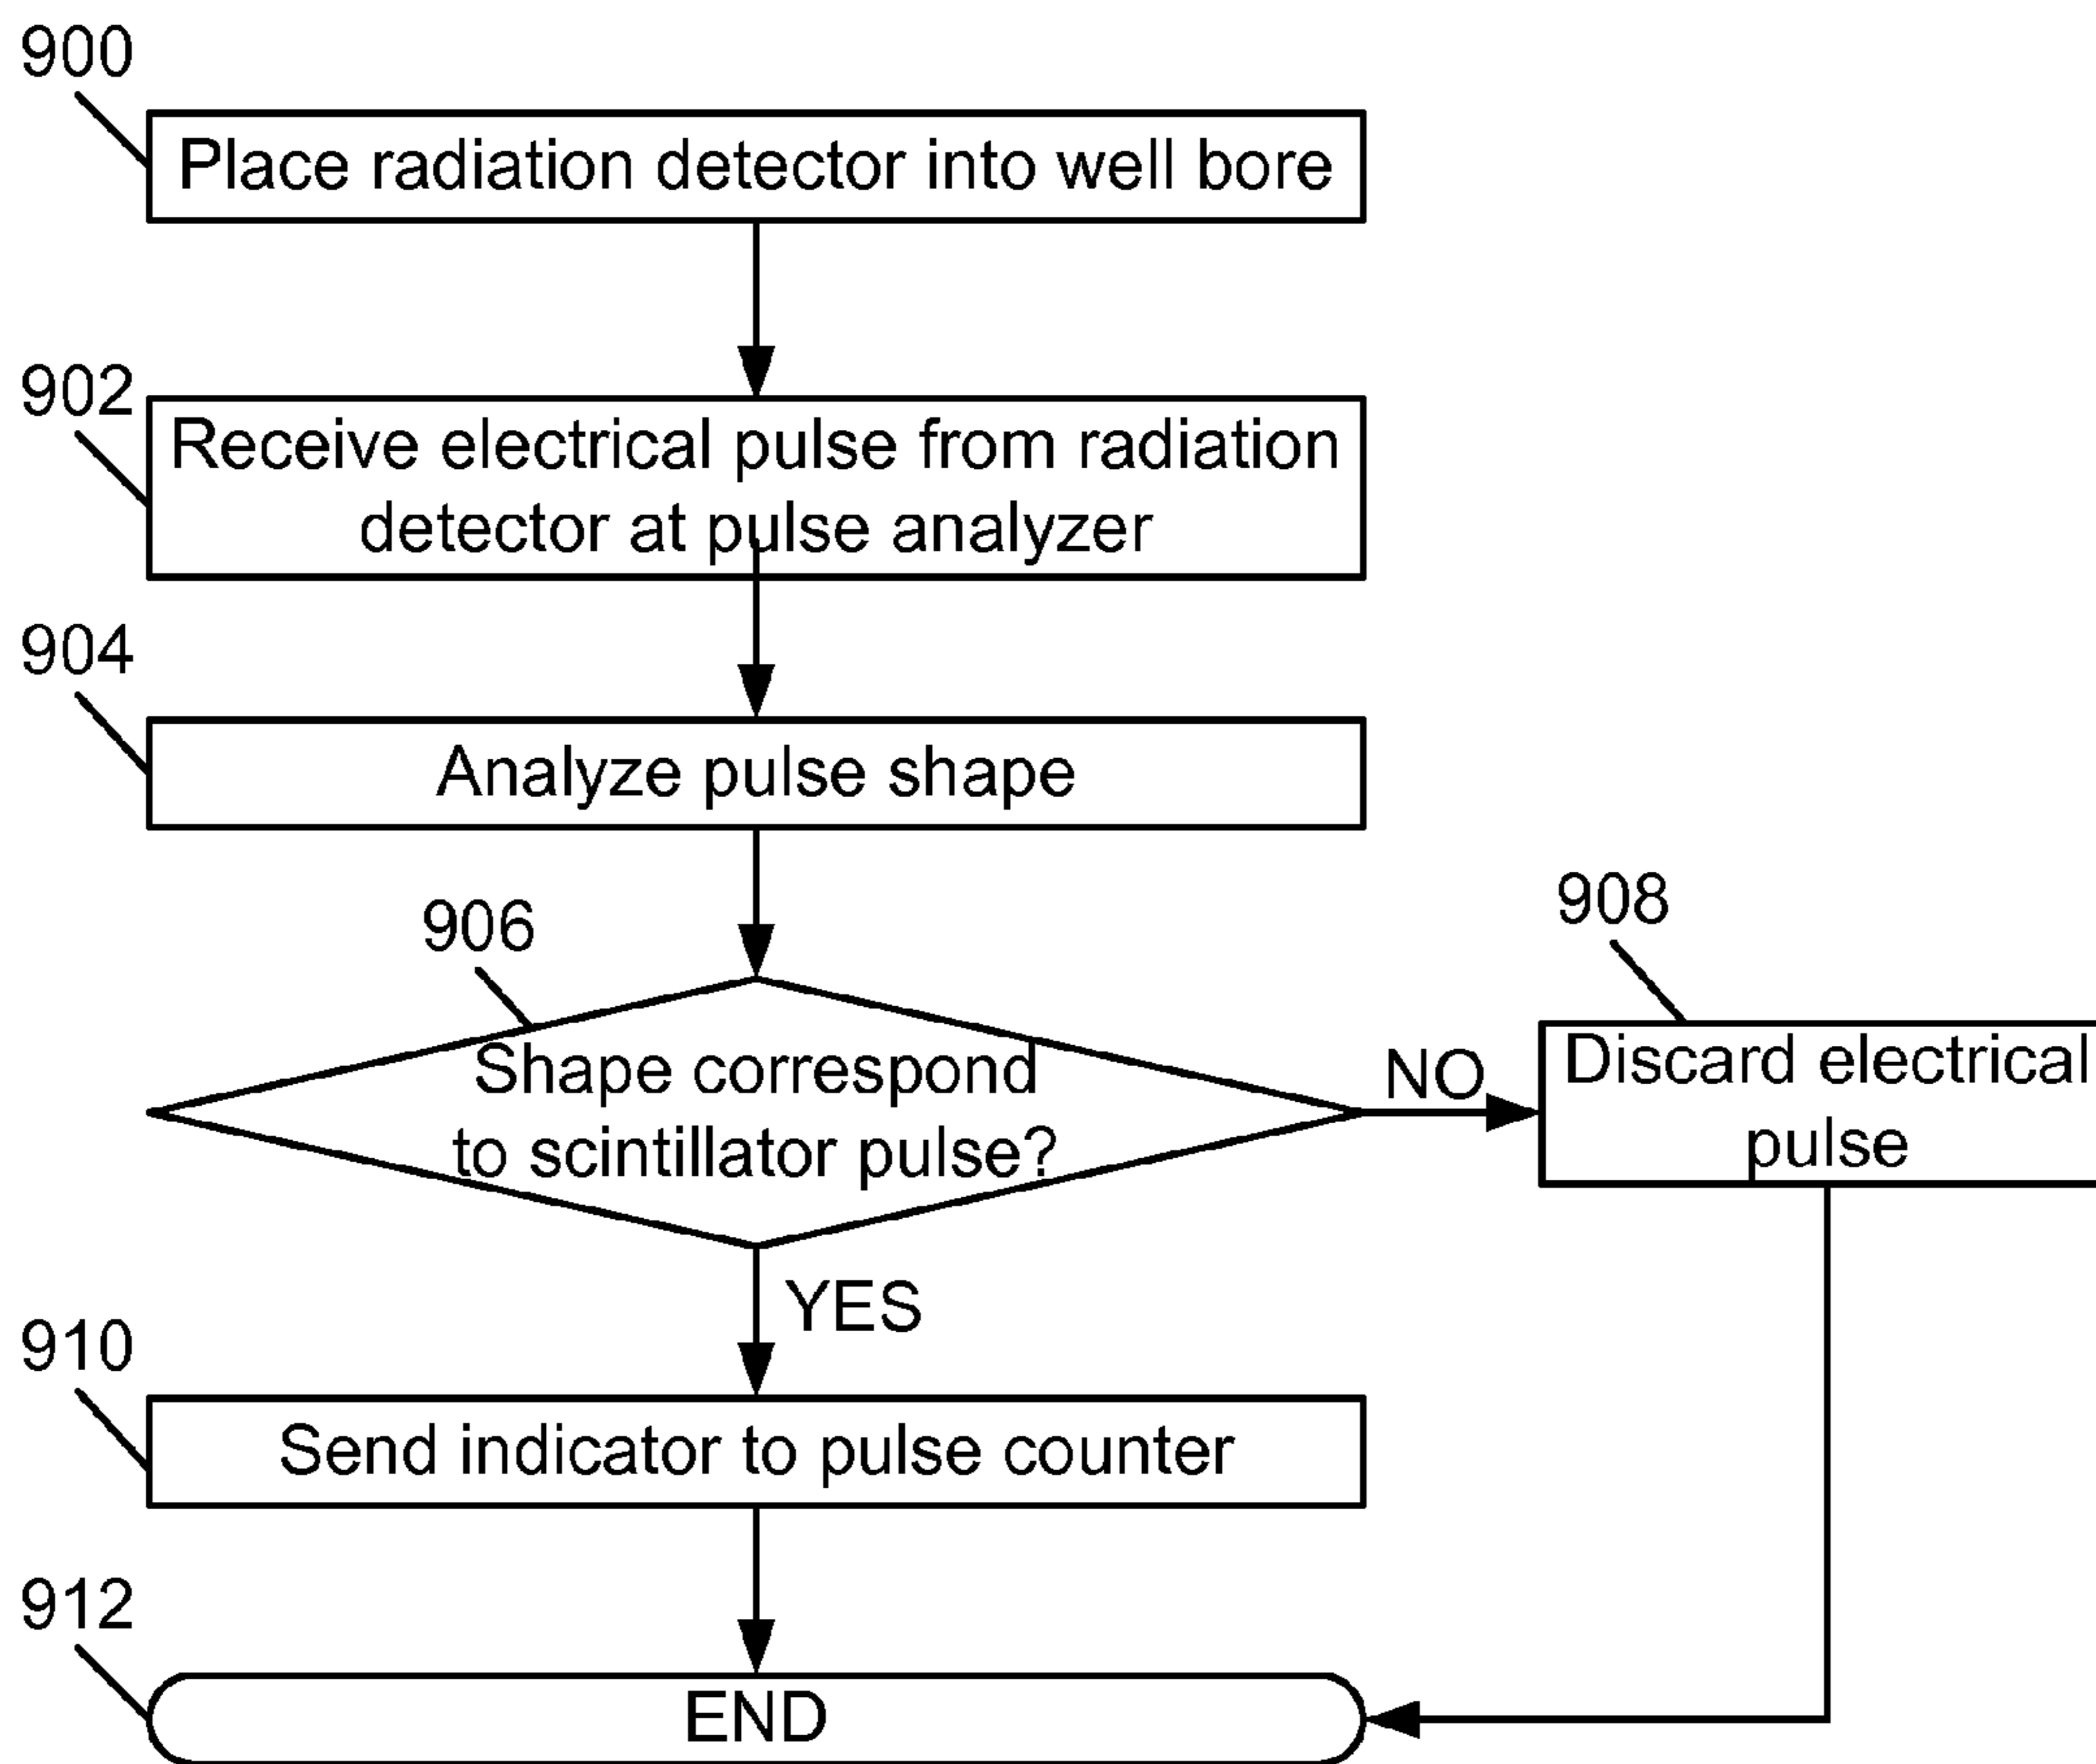 900
Place radiation detector into well bore
902
Receive electrical pulse from radiation
detector at pulse analyzer
904
Analyze pulse shape
906
Shape correspond
to scintillator pulse?
NO
908
Discard electrical
pulse
YES
910
Send indicator to pulse counter
912
END